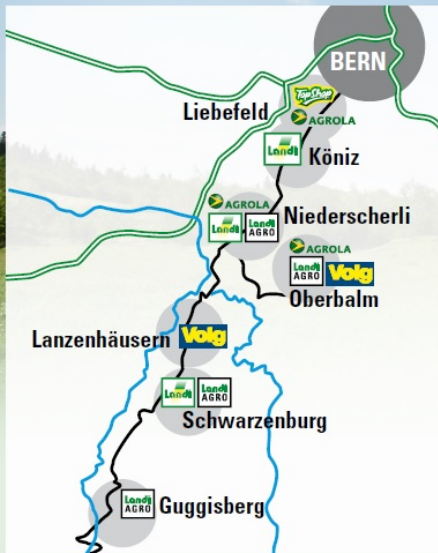 BERN
TopShop
Liebefeld
AGROLA
Landi
Köniz
AGROLA
Niederscherli
Landi
Landi
AGRO
AGROLA
Landi
AGRO
Volg
Oberbalm
Lanzenhäusern
Volg
Landi
Landi
AGRO
Schwarzenburg
Landi
AGRO
Guggisberg